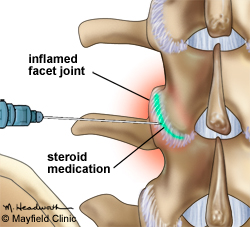 inflamed
facet joint
steroid
medication
M. Headworth
© Mayfield Clinic